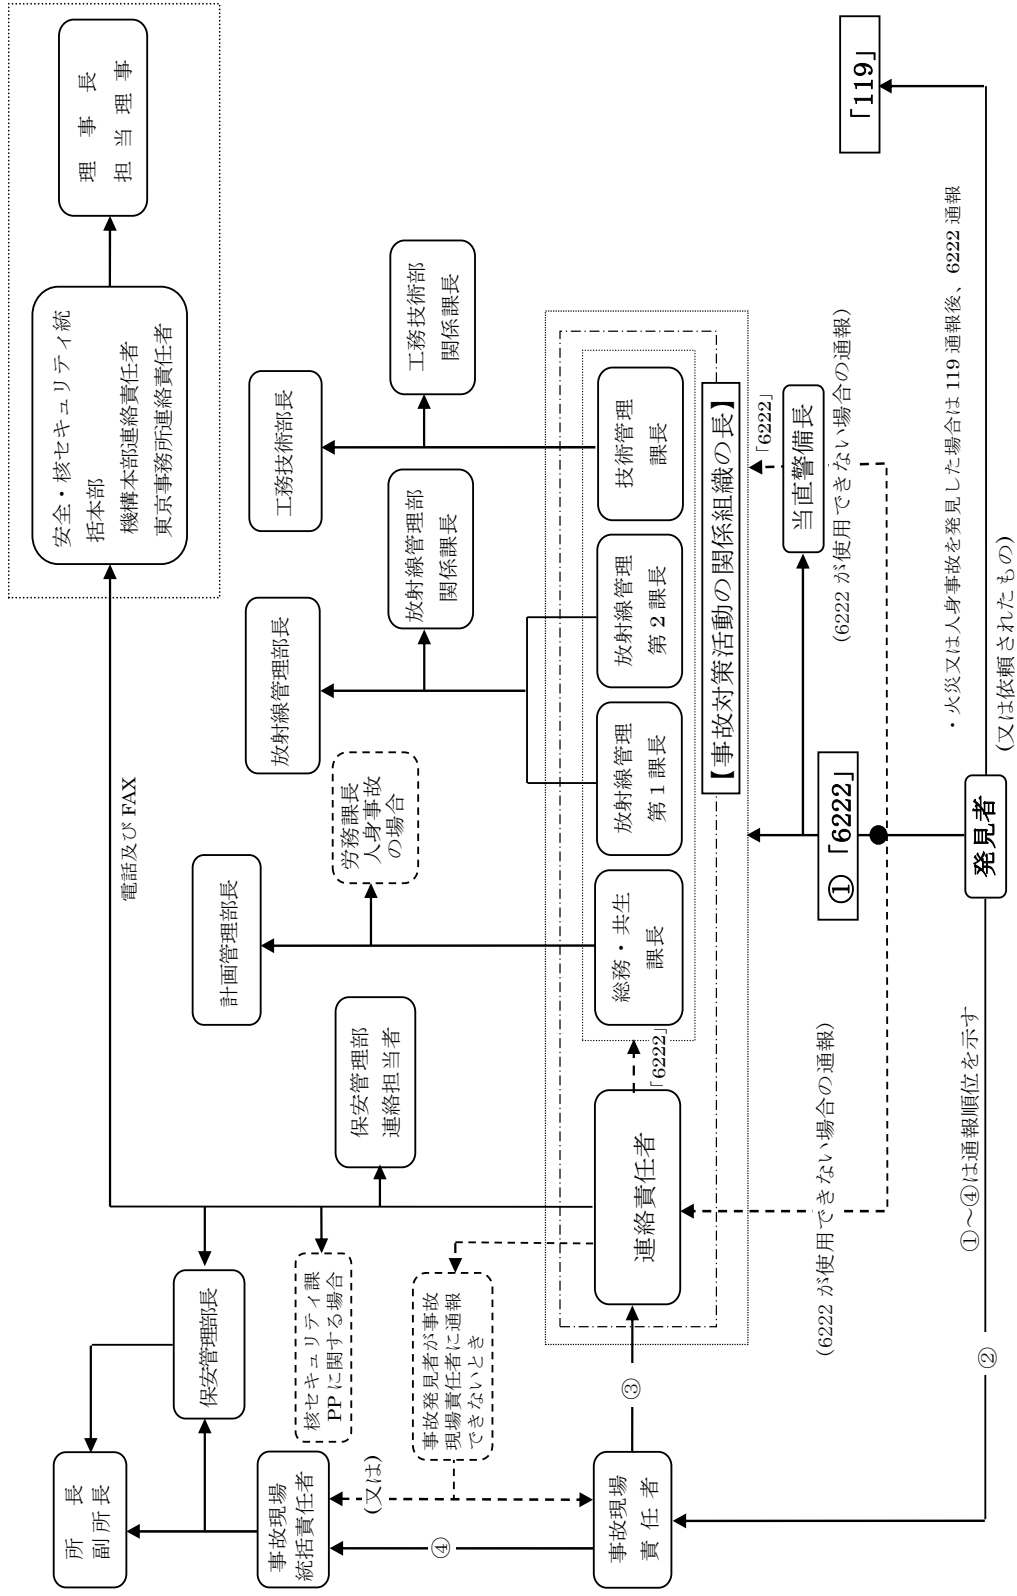 所　長
副 所 長
保安管理部長
事故現場
統括責任者
核セキュリティ課
PP に関する場合
(又は)
④
事故発見者が事故
現場責任者に通報
できないとき
事故現場
責 任 者
③
②
電話及び FAX
安全・核セキュリティ統
括本部
機構本部連絡責任者
東京事務所連絡責任者
理　事　長
担 当 理 事
保安管理部
連絡担当者
計画管理部長
労務課長
人身事故
の場合
放射線管理部長
放射線管理部
関係課長
工務技術部長
工務技術部
関係課長
連絡責任者
「6222」
総務・共生
課長
放射線管理
第 1 課長
放射線管理
第 2 課長
技術管理
課長
【事故対策活動の関係組織の長】
「6222」
当直警備長
(6222 が使用できない場合の通報)
(6222 が使用できない場合の通報)
①「6222」
「119」
・火災又は人身事故を発見した場合は 119 通報後、6222 通報
①～④は通報順位を示す
発見者
(又は依頼されたもの)